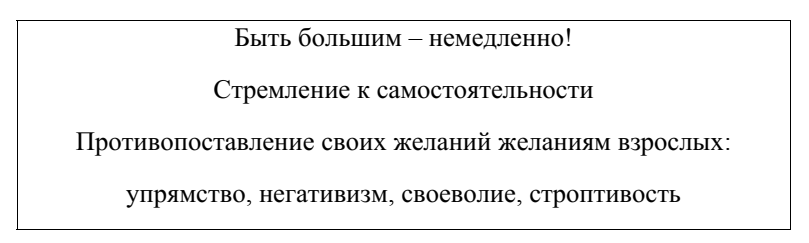 Быть большим – немедленно!
Стремление к самостоятельности
Противопоставление своих желаний желаниям взрослых:
упрямство, негативизм, своеволие, строптивость